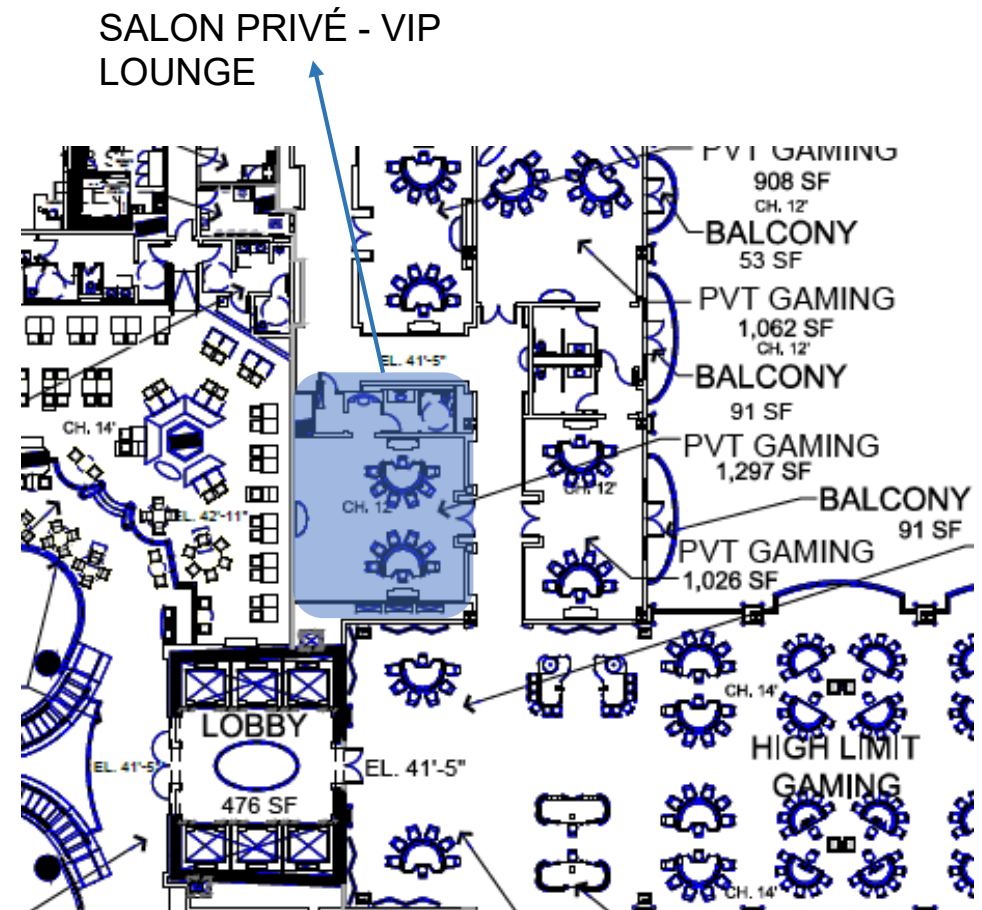 SALON PRIVÉ - VIP
LOUNGE
PVT GAMING
908 SF
CH. 12'
BALCONY
53 SF
PVT GAMING
1,062 SF
CH. 12'
EL. 41'-5"
BALCONY
91 SF
CH. 14'
PVT GAMING
1,297 SF
CH. 12'
CH. 12'
BALCONY
91 SF
EL. 42'-11"
PVT GAMING
1,026 SF
CH. 14'
LOBBY
HIGH LIMIT
GAMING
EL. 41'-5"
EL. 41'-5"
476 SF
CH. 14'